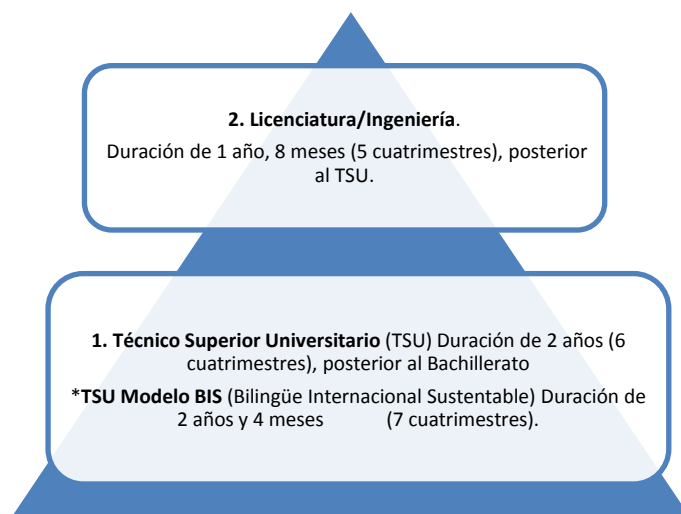 2. Licenciatura/Ingeniería.
Duración de 1 año, 8 meses (5 cuatrimestres), posterior
al TSU.
1. Técnico Superior Universitario (TSU) Duración de 2 años (6
cuatrimestres), posterior al Bachillerato
*TSU Modelo BIS (Bilingüe Internacional Sustentable) Duración de
2 años y 4 meses (7 cuatrimestres).